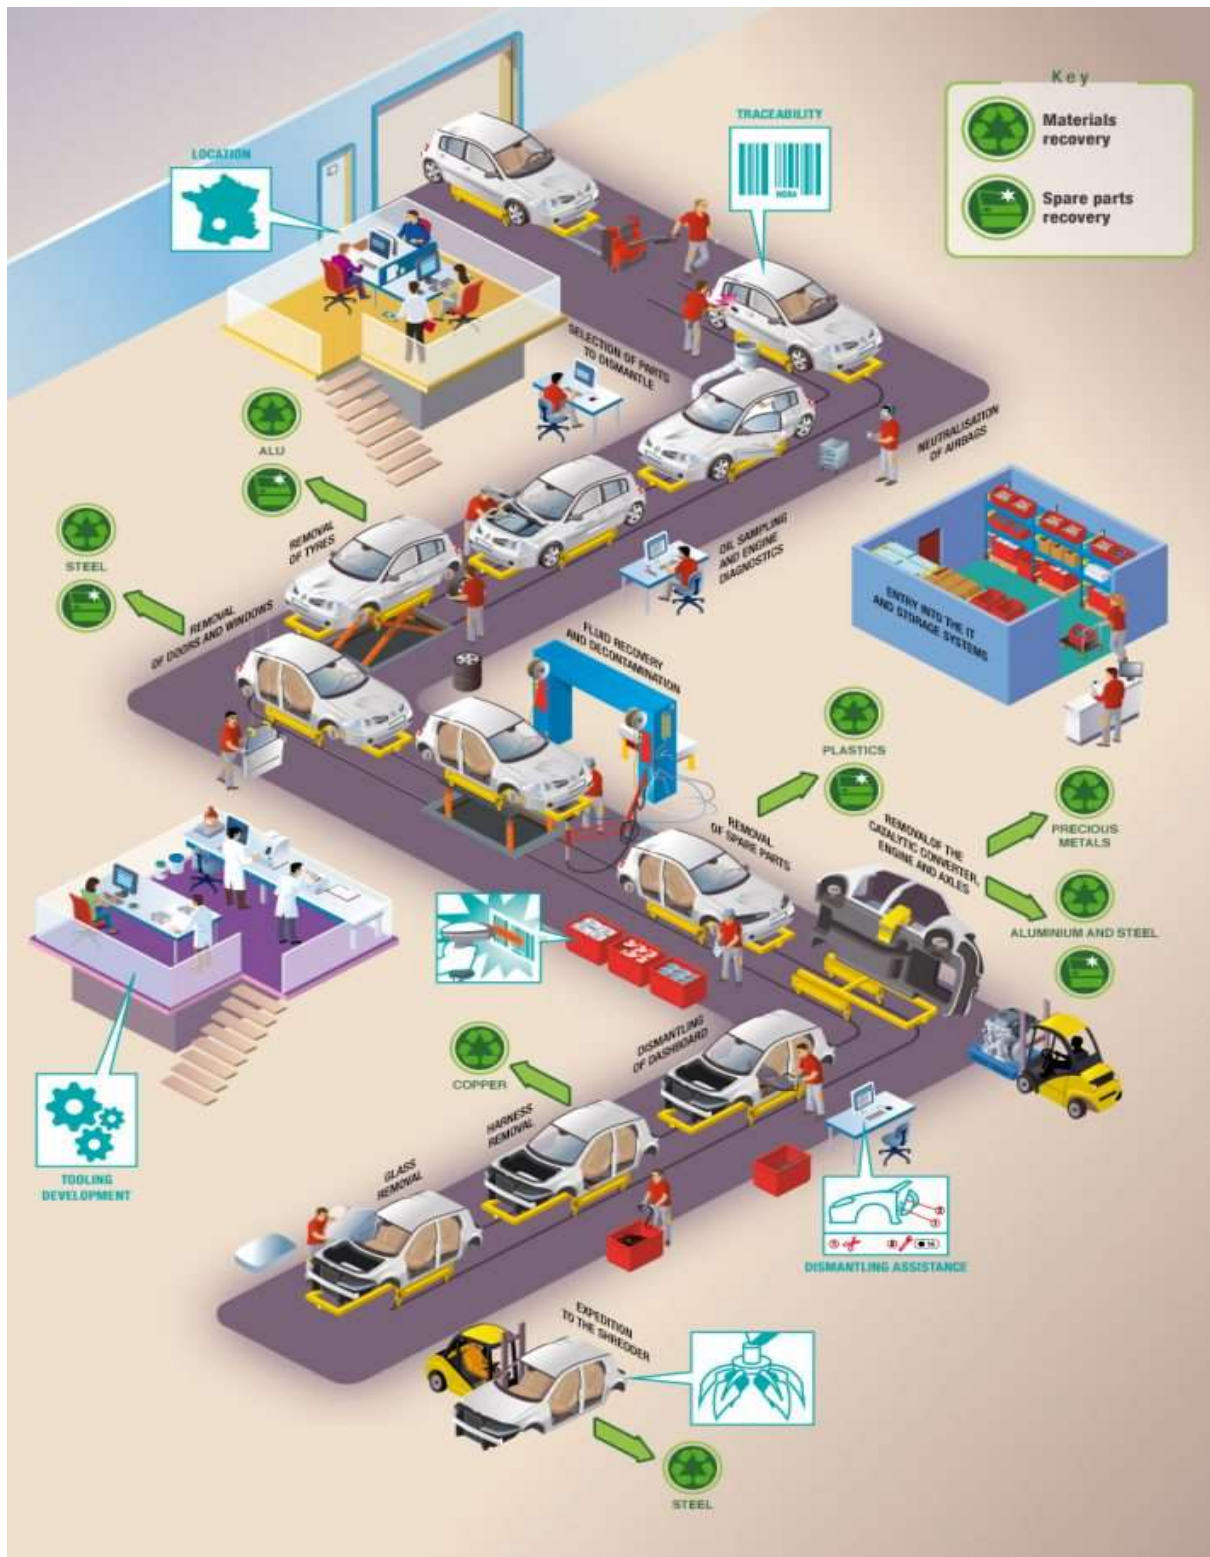 Key
Materials
recovery
Spare parts
recovery
LOCATION
TRACEABILITY
SELECTION OF PARTS
TO DISMANTLE
NEUTRALISATION
OF AIRBAGS
ALU
REMOVAL
OF TYRES
OIL SAMPLING
AND ENGINE
DIAGNOSTICS
STEEL
REMOVAL
OF DOORS AND WINDOWS
ENTRY INTO THE IT
AND STORAGE SYSTEMS
FLUID RECOVERY
AND DECONTAMINATION
PLASTICS
REMOVAL
OF SPARE PARTS
REMOVAL OF THE
CATALYTIC CONVERTER,
ENGINE AND AXLES
PRECIOUS
METALS
ALUMINIUM AND STEEL
DISMANTLING
OF DASHBOARD
COPPER
HARNESS
REMOVAL
TOOLING
DEVELOPMENT
GLASS
REMOVAL
DISMANTLING ASSISTANCE
EXPEDITION
TO THE SHREDDER
STEEL